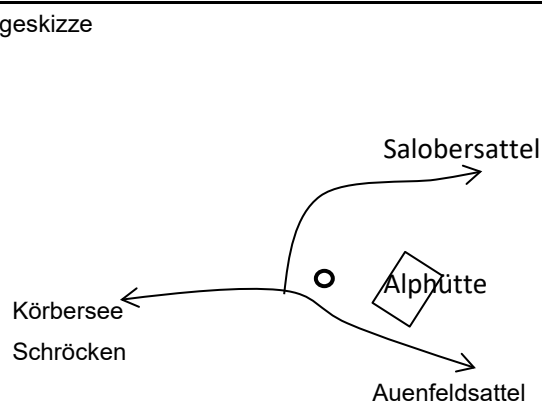 geskizze
Salobersattel
Alphütte
Körbersee
Schröcken
Auenfeldsattel